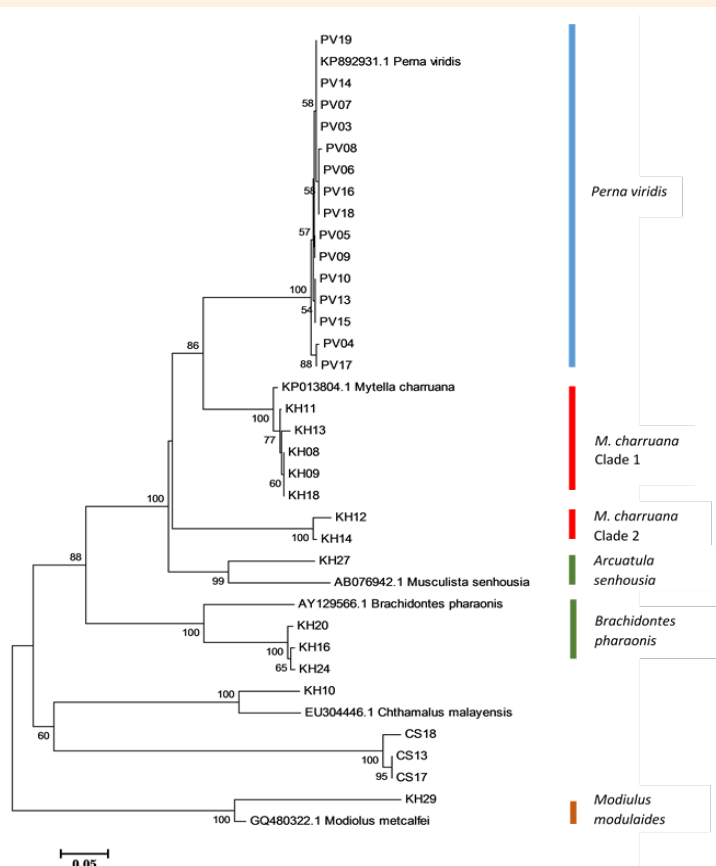 PV19
KP892931.1 Perna viridis
PV14
58
PV07
PV03
PV08
PV06
58
PV16
PV18
57
PV05
PV09
PV10
100
PV13
54
PV15
PV04
88
PV17
Perna viridis
86
KP013804.1 Mytella charruana
KH11
100
KH13
77
KH08
KH09
60
KH18
M. charruana
Clade 1
100
KH12
100
KH14
M. charruana
Clade 2
88
KH27
99
AB076942.1 Musculista senhousia
Arcuatula
senhousia
AY129566.1 Brachidontes pharaonis
100
KH20
100
KH16
65
KH24
Brachidontes
pharaonis
100
KH10
EU304446.1 Chthamalus malayensis
60
CS18
100
CS13
95
CS17
KH29
100
GQ480322.1 Modiolus metcalfei
Modiulus
modulaides
0.05